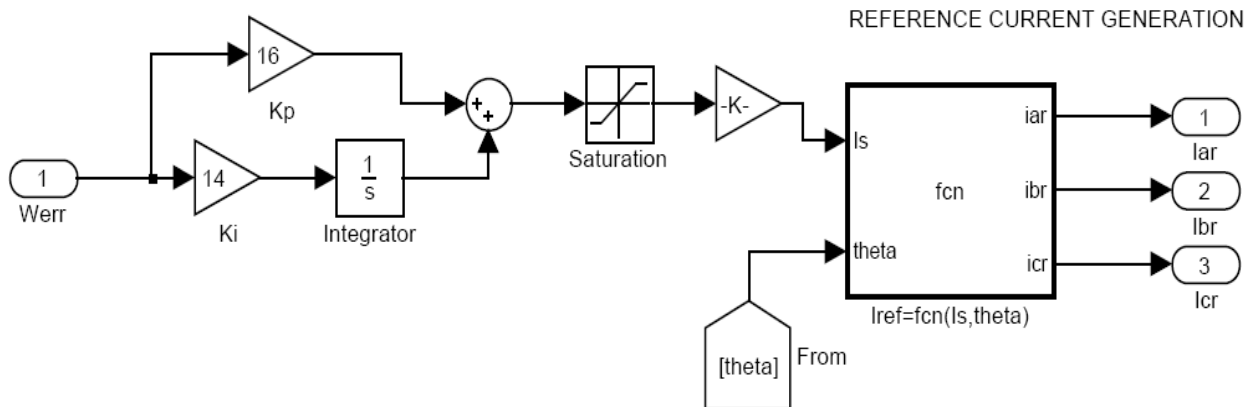 REFERENCE CURRENT GENERATION
16
Kp
1
Werr
14
Ki
1
s
Integrator
+
+
Saturation
-K-
Is
theta
fcn
iar
ibr
icr
Iref=fcn(Is,theta)
[theta]
From
1
Iar
2
Ibr
3
Icr